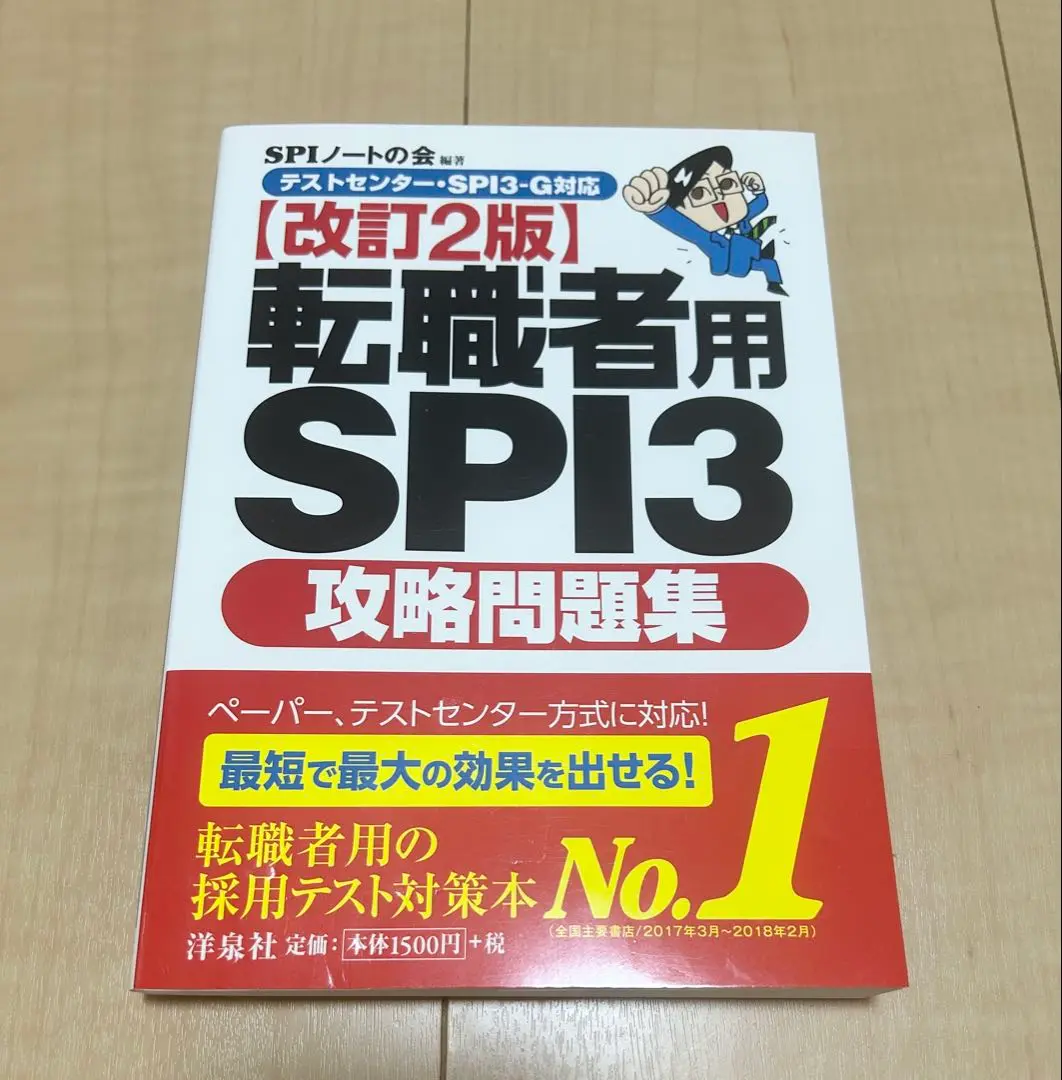 SPIノートの会 編著
テストセンター・SPI3-G対応
【改訂2版】
転職者用
SPI3
攻略問題集
ペーパー、テストセンター方式に対応!
最短で最大の効果を出せる!
転職者用の
採用テスト対策本
No.1
(全国主要書店/2017年3月~2018年2月)
洋泉社 定価:本体1500円+税